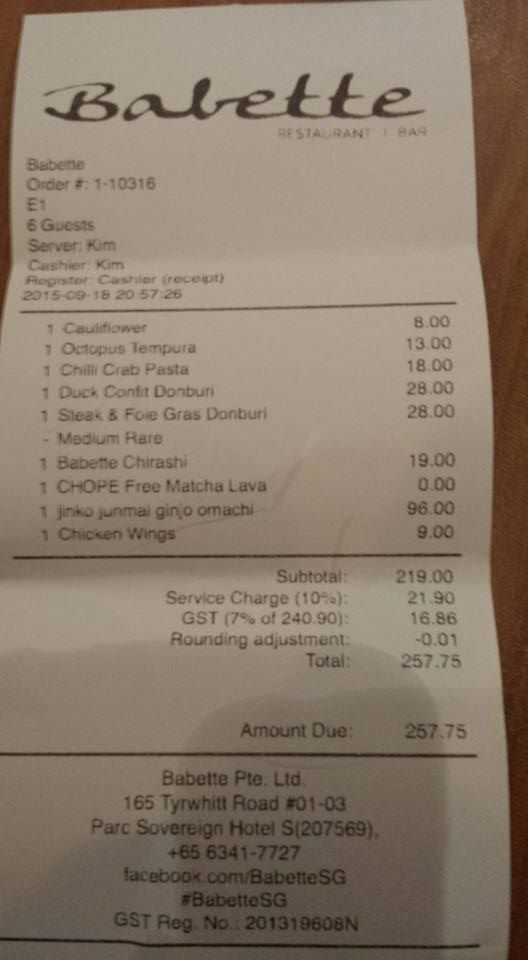 Babette
RESTAURANT | BAR
Babette
Order #: 1-10316
E1
6 Guests
Server: Kim
Cashier: Kim
Register: Cashier (receipt)
2015-09-18 20:57:26
1 Cauliflower 8.00
1 Octopus Tempura 13.00
1 Chilli Crab Pasta 18.00
1 Duck Confit Donburi 28.00
1 Steak & Foie Gras Donburi 28.00
- Medium Rare
1 Babette Chirashi 19.00
1 CHOPE Free Matcha Lava 0.00
1 jinko junmai ginjo omachi 96.00
1 Chicken Wings 9.00
Subtotal: 219.00
Service Charge (10%): 21.90
GST (7% of 240.90): 16.86
Rounding adjustment: -0.01
Total: 257.75
Amount Due: 257.75
Babette Pte. Ltd.
165 Tyrwhitt Road #01-03
Parc Sovereign Hotel S(207569),
+65 6341-7727
facebook.com/BabetteSG
#BabetteSG
GST Reg. No.: 201319608N